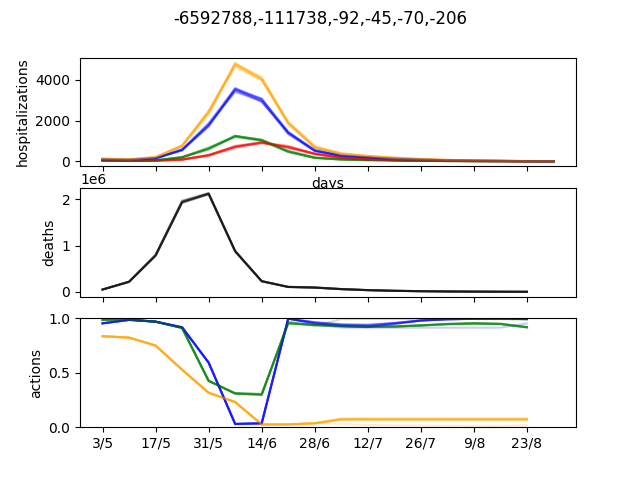 -6592788,-111738,-92,-45,-70,-206
hospitalizations
4000
2000
0
days
1e6
deaths
2
1
0
actions
1.0
0.5
0.0
3/5 17/5 31/5 14/6 28/6 12/7 26/7 9/8 23/8